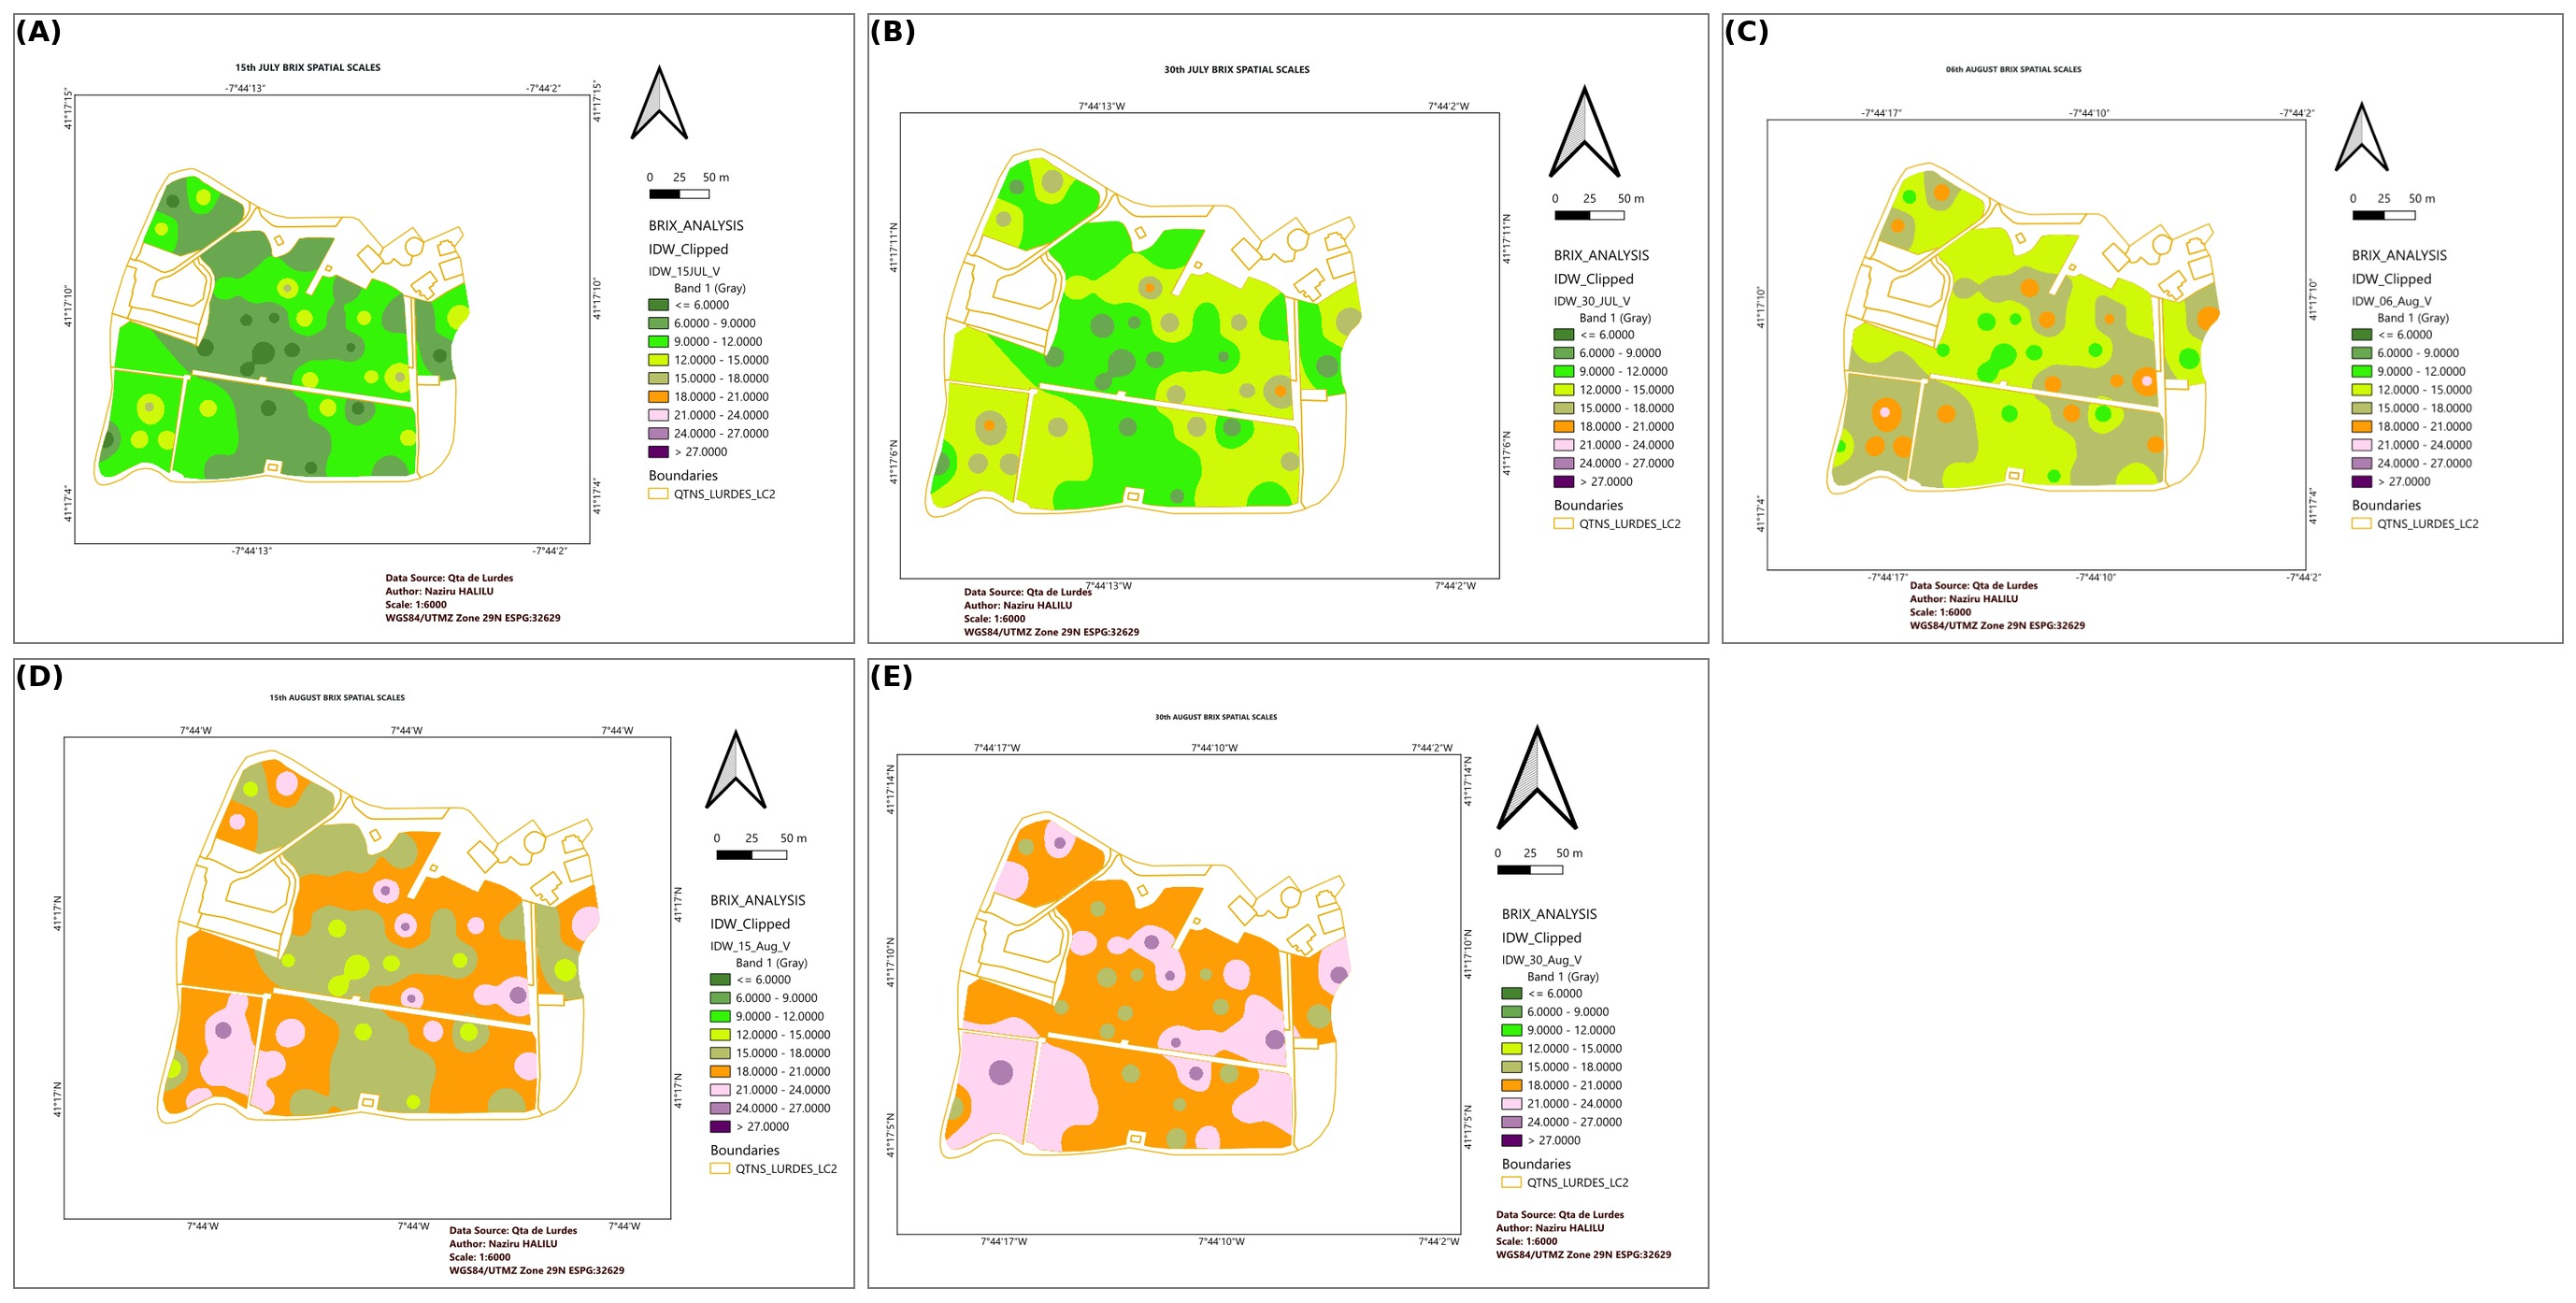 (A)
15th JULY BRIX SPATIAL SCALES
-7°44'13" -7°44'2"
41°17'15" 41°17'15"
41°17'10" 41°17'10"
41°17'4" 41°17'4"
-7°44'13" -7°44'2"
0 25 50 m
BRIX_ANALYSIS
IDW_Clipped
IDW_15JUL_V
Band 1 (Gray)
<= 6.0000
6.0000 - 9.0000
9.0000 - 12.0000
12.0000 - 15.0000
15.0000 - 18.0000
18.0000 - 21.0000
21.0000 - 24.0000
24.0000 - 27.0000
> 27.0000
Boundaries
QTNS_LURDES_LC2
Data Source: Qta de Lurdes
Author: Naziru HALILU
Scale: 1:6000
WGS84/UTMZ Zone 29N ESPG:32629
(B)
30th JULY BRIX SPATIAL SCALES
7°44'13"W 7°44'2"W
41°17'11"N 41°17'11"N
41°17'6"N 41°17'6"N
7°44'13"W 7°44'2"W
0 25 50 m
BRIX_ANALYSIS
IDW_Clipped
IDW_30_JUL_V
Band 1 (Gray)
<= 6.0000
6.0000 - 9.0000
9.0000 - 12.0000
12.0000 - 15.0000
15.0000 - 18.0000
18.0000 - 21.0000
21.0000 - 24.0000
24.0000 - 27.0000
> 27.0000
Boundaries
QTNS_LURDES_LC2
Data Source: Qta de Lurdes
Author: Naziru HALILU
Scale: 1:6000
WGS84/UTMZ Zone 29N ESPG:32629
(C)
06th AUGUST BRIX SPATIAL SCALES
-7°44'17" -7°44'10" -7°44'2"
41°17'10" 41°17'10"
41°17'4" 41°17'4"
-7°44'17" -7°44'10" -7°44'2"
0 25 50 m
BRIX_ANALYSIS
IDW_Clipped
IDW_06_Aug_V
Band 1 (Gray)
<= 6.0000
6.0000 - 9.0000
9.0000 - 12.0000
12.0000 - 15.0000
15.0000 - 18.0000
18.0000 - 21.0000
21.0000 - 24.0000
24.0000 - 27.0000
> 27.0000
Boundaries
QTNS_LURDES_LC2
Data Source: Qta de Lurdes
Author: Naziru HALILU
Scale: 1:6000
WGS84/UTMZ Zone 29N ESPG:32629
(D)
15th AUGUST BRIX SPATIAL SCALES
7°44'W 7°44'W 7°44'W
41°17'N 41°17'N
41°17'N 41°17'N
7°44'W 7°44'W 7°44'W
0 25 50 m
BRIX_ANALYSIS
IDW_Clipped
IDW_15_Aug_V
Band 1 (Gray)
<= 6.0000
6.0000 - 9.0000
9.0000 - 12.0000
12.0000 - 15.0000
15.0000 - 18.0000
18.0000 - 21.0000
21.0000 - 24.0000
24.0000 - 27.0000
> 27.0000
Boundaries
QTNS_LURDES_LC2
Data Source: Qta de Lurdes
Author: Naziru HALILU
Scale: 1:6000
WGS84/UTMZ Zone 29N ESPG:32629
(E)
30th AUGUST BRIX SPATIAL SCALES
7°44'17"W 7°44'10"W 7°44'2"W
41°17'14"N 41°17'14"N
41°17'10"N 41°17'10"N
41°17'5"N 41°17'5"N
7°44'17"W 7°44'10"W 7°44'2"W
0 25 50 m
BRIX_ANALYSIS
IDW_Clipped
IDW_30_Aug_V
Band 1 (Gray)
<= 6.0000
6.0000 - 9.0000
9.0000 - 12.0000
12.0000 - 15.0000
15.0000 - 18.0000
18.0000 - 21.0000
21.0000 - 24.0000
24.0000 - 27.0000
> 27.0000
Boundaries
QTNS_LURDES_LC2
Data Source: Qta de Lurdes
Author: Naziru HALILU
Scale: 1:6000
WGS84/UTMZ Zone 29N ESPG:32629